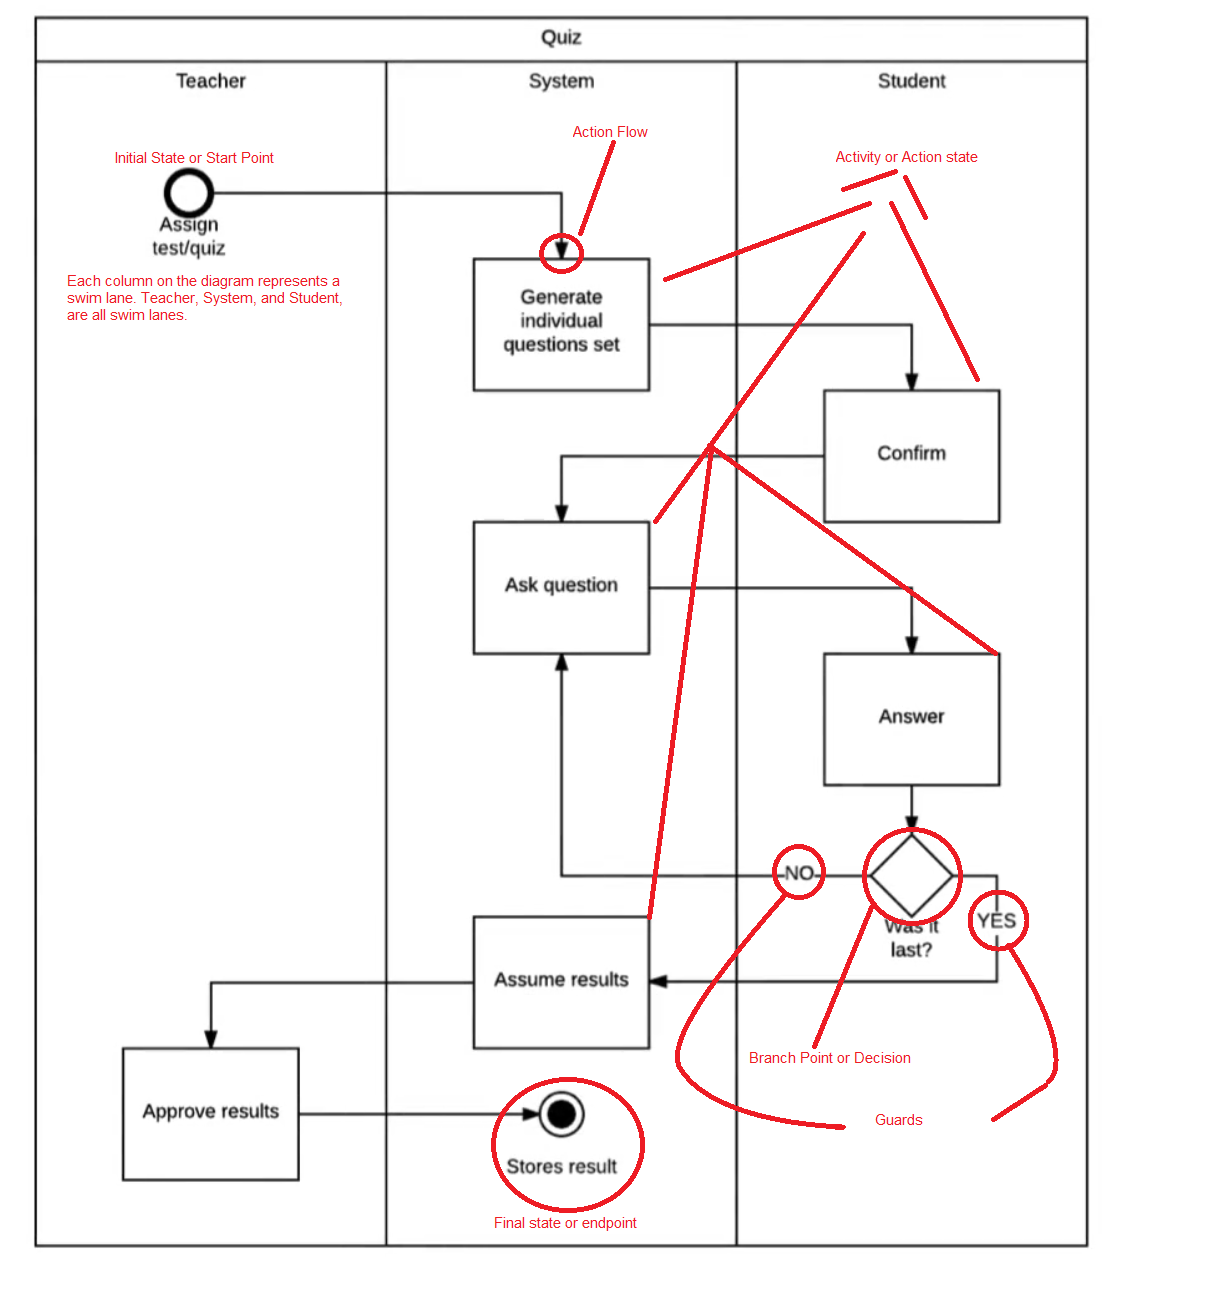 Quiz
Teacher
System
Student
Action Flow
Initial State or Start Point
Activity or Action state
Assign
test/quiz
Each column on the diagram represents a
swim lane. Teacher, System, and Student,
are all swim lanes.
Generate
individual
questions set
Confirm
Ask question
Answer
NO
YES
Was it
last?
Assume results
Branch Point or Decision
Approve results
Guards
Stores result
Final state or endpoint